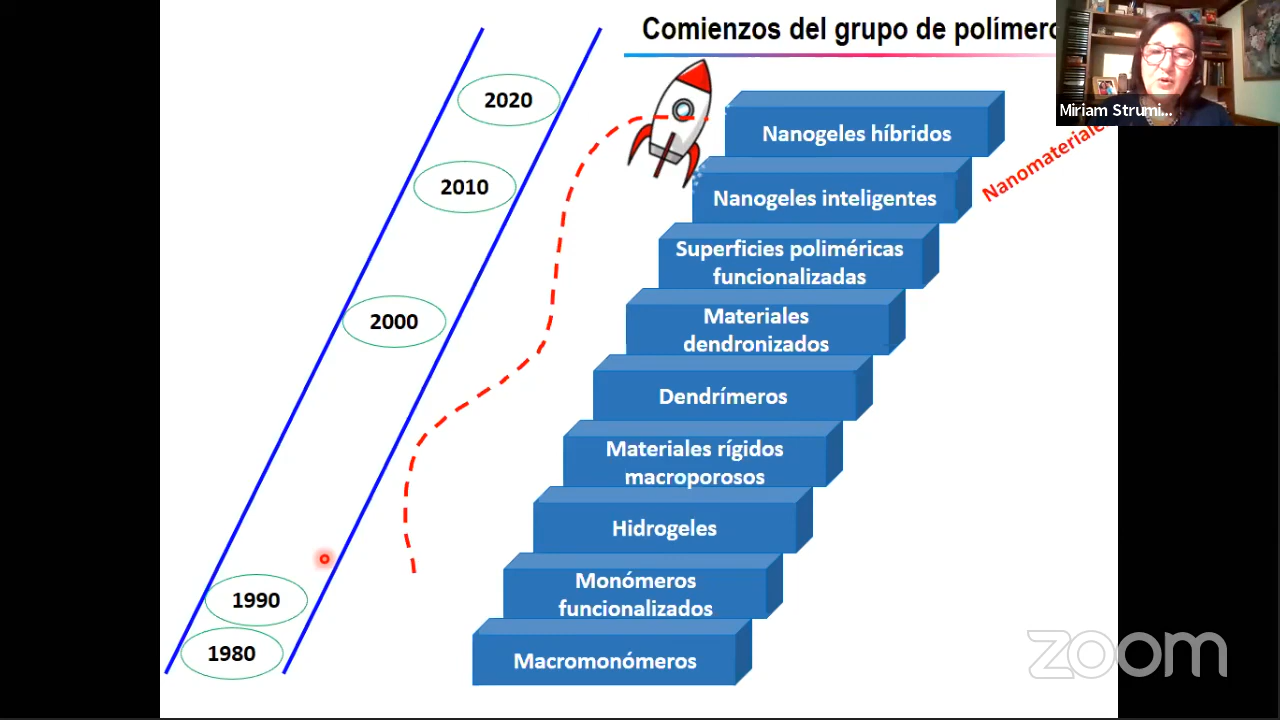 Comienzos del grupo de polímero
Miriam Strumi...
2020
Nanogeles híbridos
Nanomateriale
2010
Nanogeles inteligentes
Superficies poliméricas
funcionalizadas
2000
Materiales
dendronizados
Dendrímeros
Materiales rígidos
macroporosos
Hidrogeles
1990
Monómeros
funcionalizados
1980
Macromonómeros
zoom